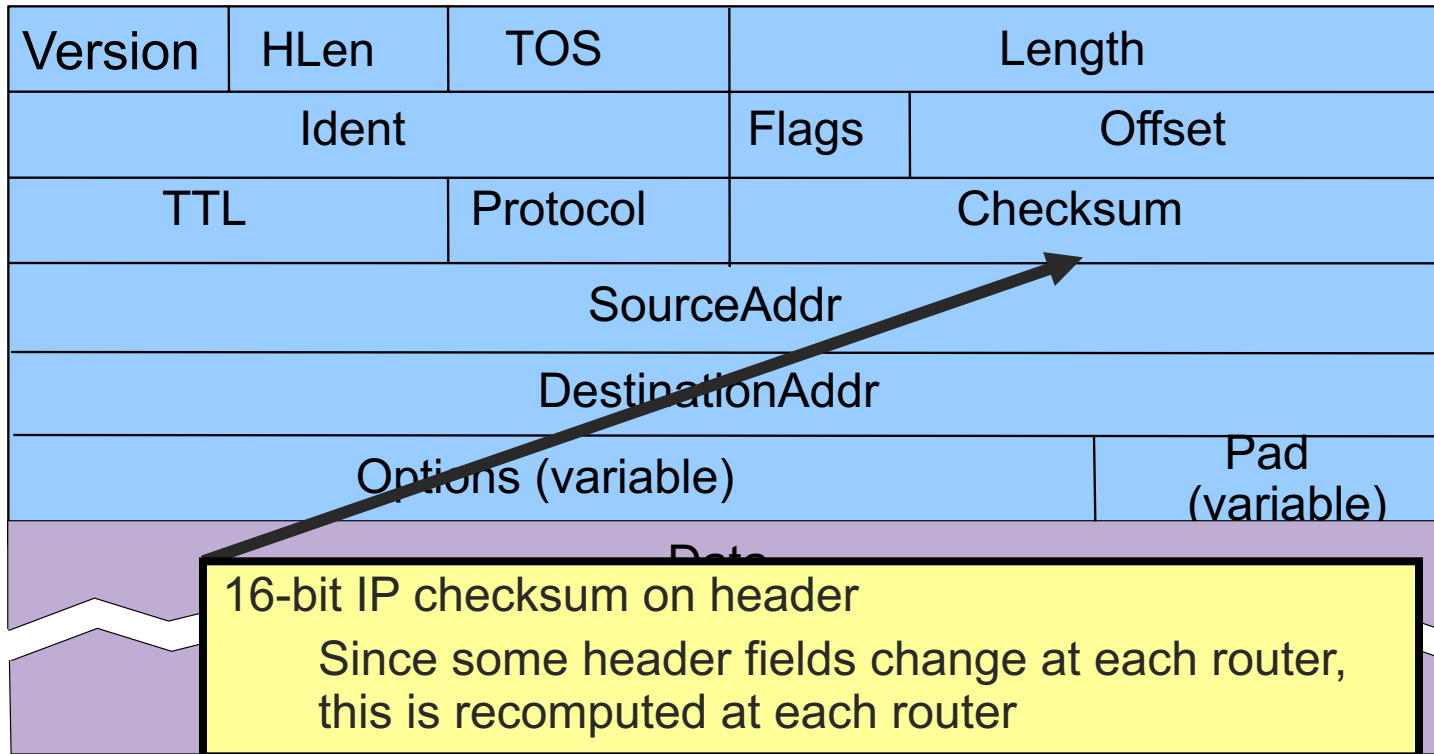 Version HLen TOS Length
Ident Flags Offset
TTL Protocol Checksum
SourceAddr
DestinationAddr
Options (variable) Pad
(variable)
Data
16-bit IP checksum on header
Since some header fields change at each router,
this is recomputed at each router